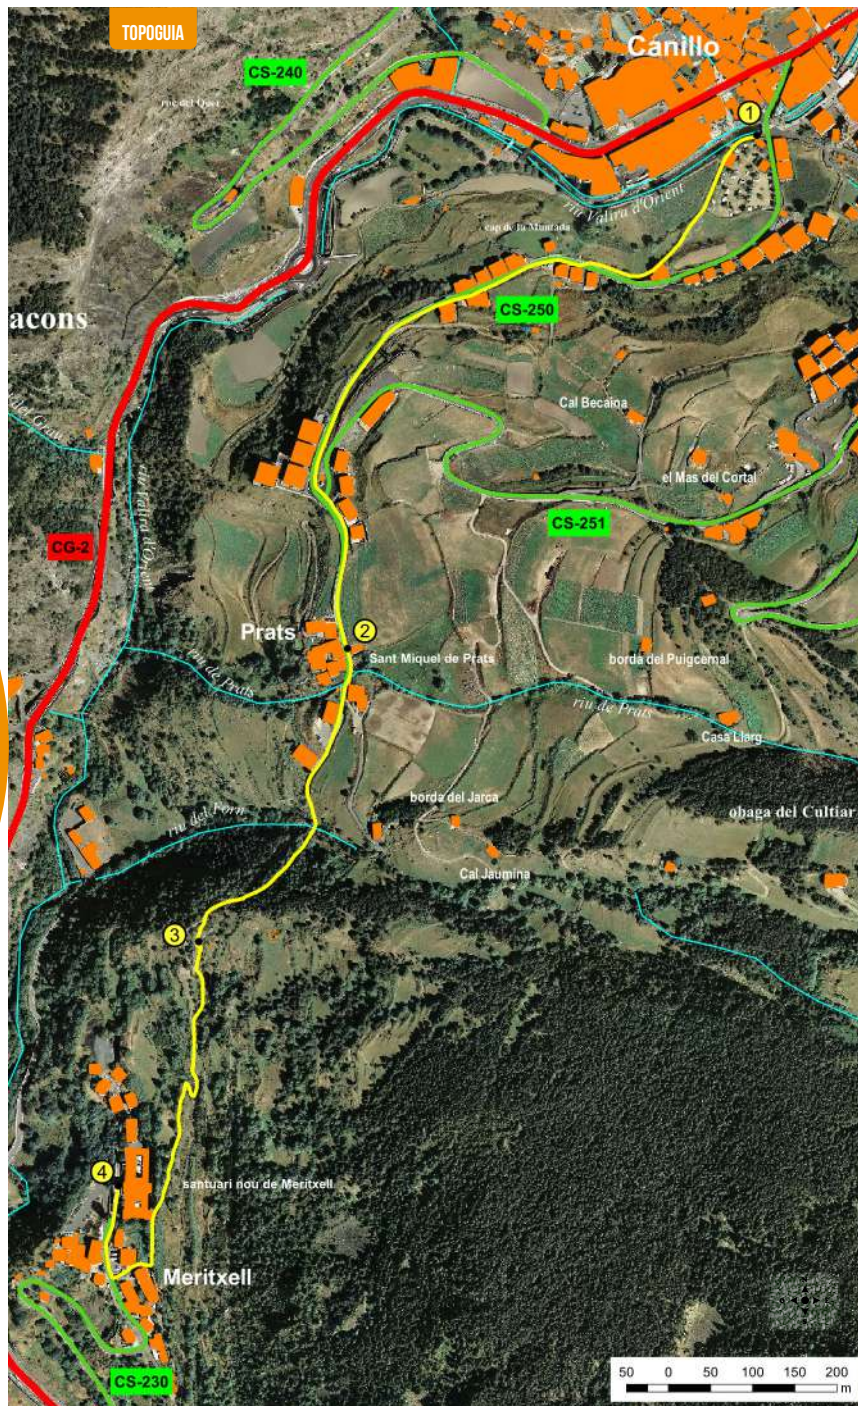 TOPOGUIA
Canillo
CS-240
roc del Quer
1
riu Valira d'Orient
cap de la Muntada
CS-250
acons
Cal Becaina
el Mas del Cortal
CS-251
CG-2
riu Valira d'Orient
Prats
2
Sant Miquel de Prats
borda del Puigcernal
riu de Prats
riu de Prats
Casa Llarg
borda del Jarca
riu del Forn
obaga del Cultiar
Cal Jaumina
3
4
santuari nou de Meritxell
Meritxell
CS-230
50 0 50 100 150 200
m